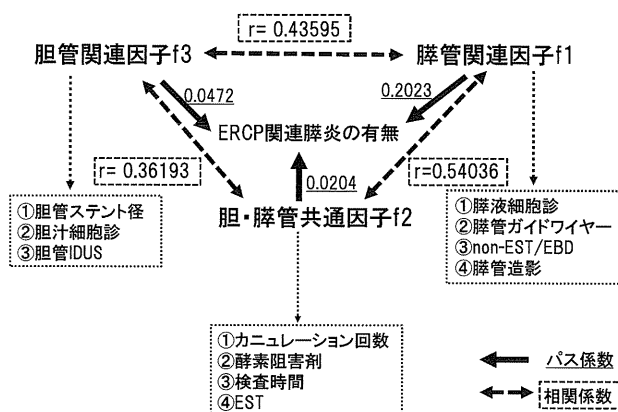 r= 0.43595
胆管関連因子f3
膵管関連因子f1
0.0472
0.2023
ERCP関連膵炎の有無
r= 0.36193
r=0.54036
0.0204
胆・膵管共通因子f2
①胆管ステント径
②胆汁細胞診
③胆管IDUS
①膵液細胞診
②膵管ガイドワイヤー
③non-EST/EBD
④膵管造影
①カニュレーション回数
②酵素阻害剤
③検査時間
④EST
パス係数
相関係数